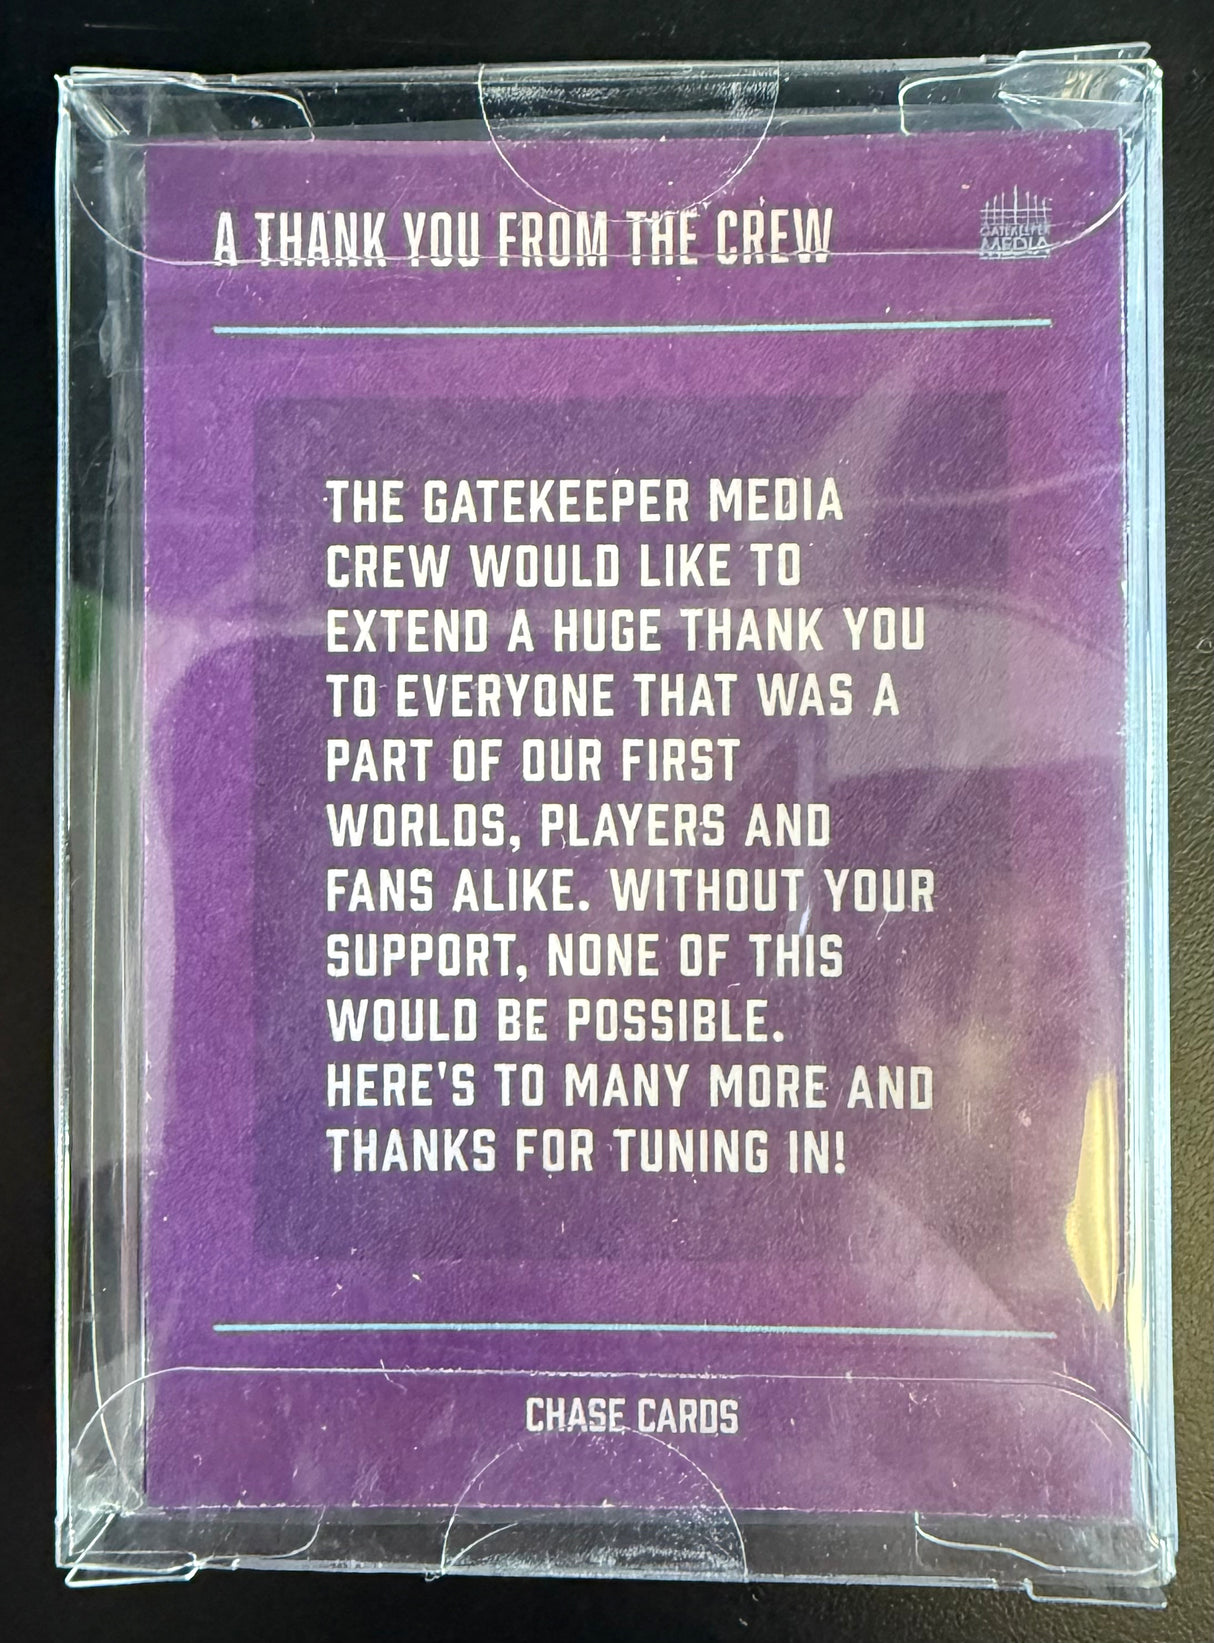 A THANK YOU FROM THE CREW
GATEKEEPER
MEDIA
THE GATEKEEPER MEDIA
CREW WOULD LIKE TO
EXTEND A HUGE THANK YOU
TO EVERYONE THAT WAS A
PART OF OUR FIRST
WORLDS, PLAYERS AND
FANS ALIKE. WITHOUT YOUR
SUPPORT, NONE OF THIS
WOULD BE POSSIBLE.
HERE'S TO MANY MORE AND
THANKS FOR TUNING IN!
CHASE CARDS